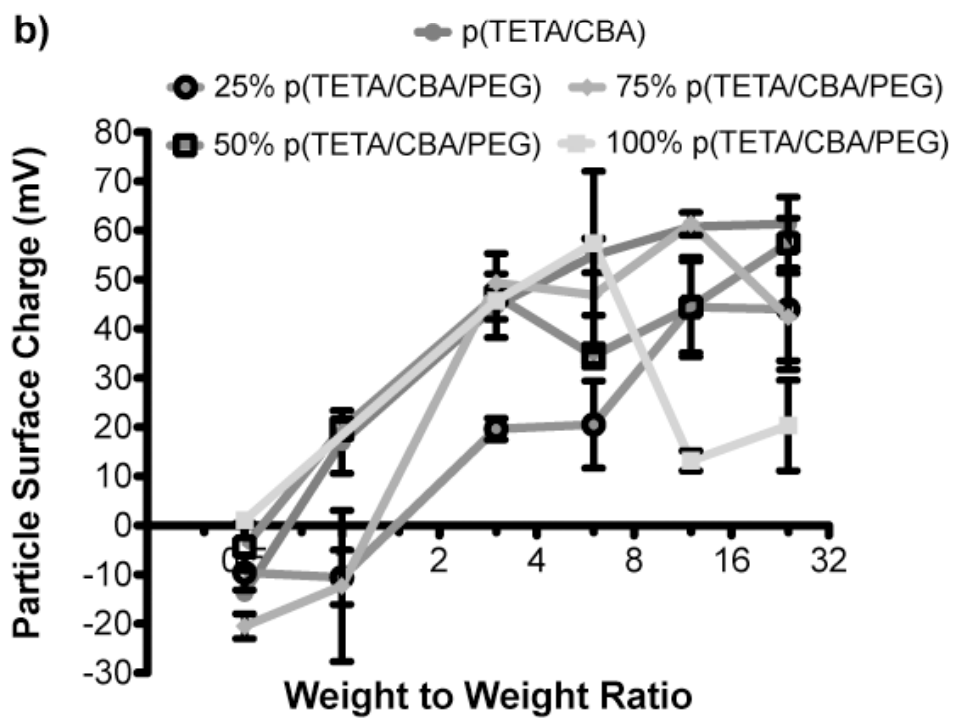 b)
p(TETA/CBA)
25% p(TETA/CBA/PEG) 75% p(TETA/CBA/PEG)
50% p(TETA/CBA/PEG) 100% p(TETA/CBA/PEG)
Particle Surface Charge (mV)
80
70
60
50
40
30
20
10
0
-10
-20
-30
2 4 8 16 32
Weight to Weight Ratio